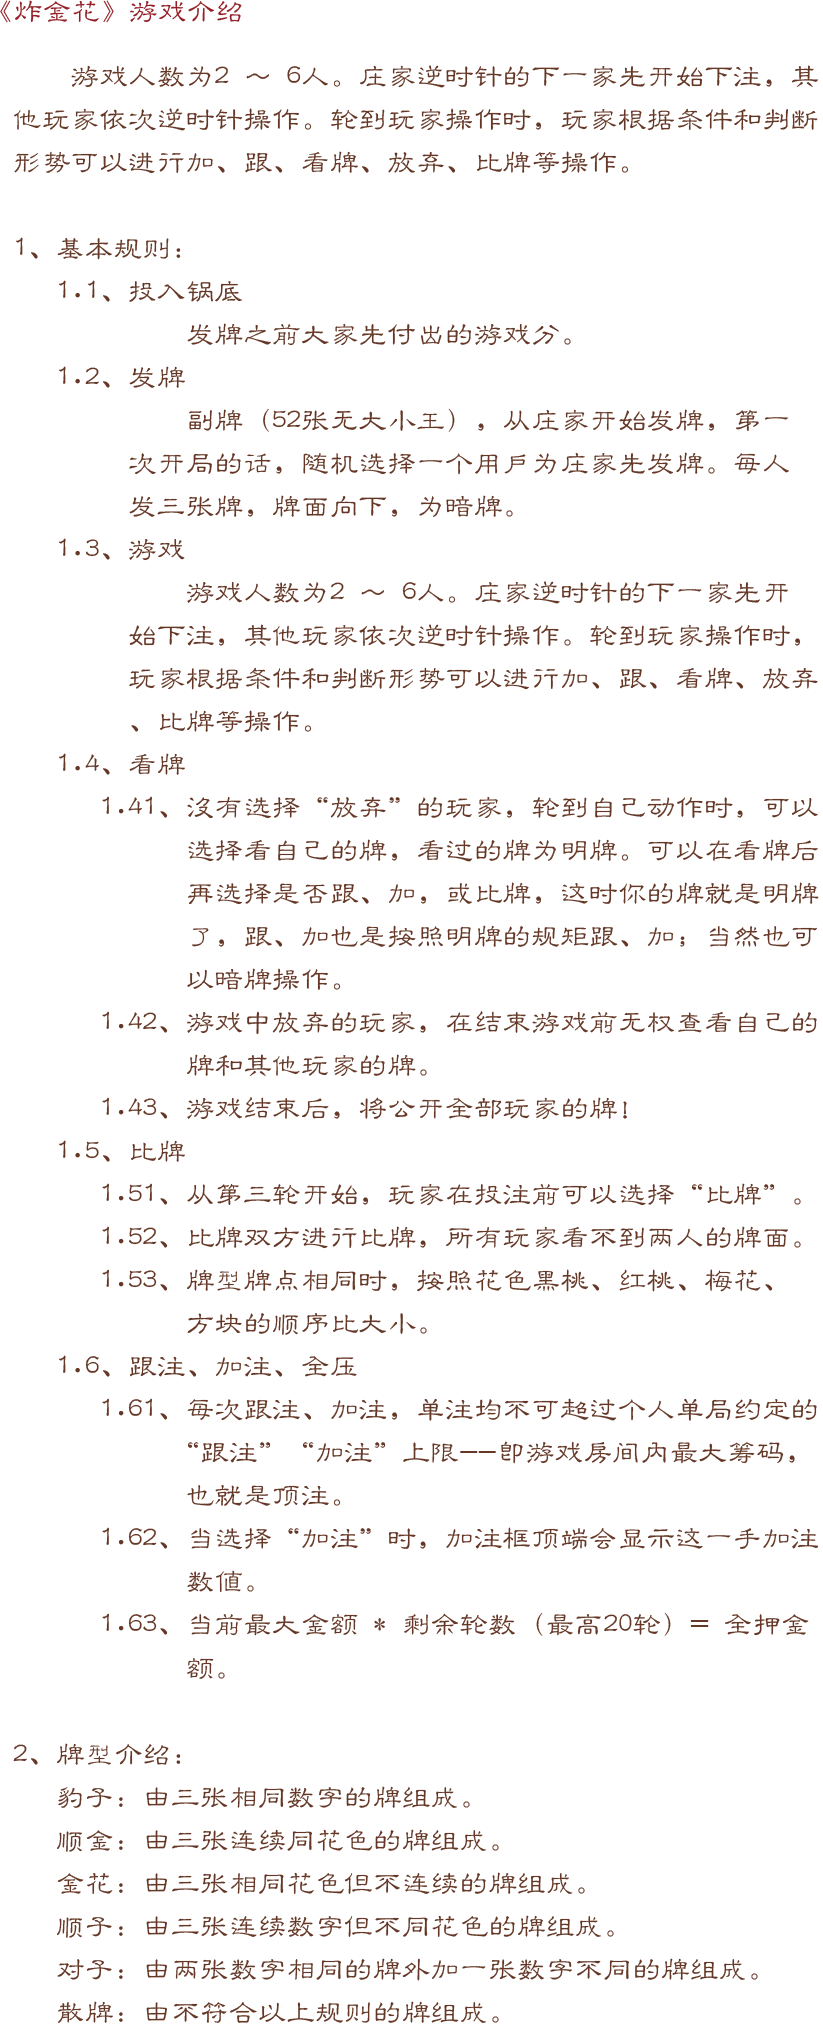 《炸金花》游戏介绍
游戏人数为2 ～ 6人。庄家逆时针的下一家先开始下注，其
他玩家依次逆时针操作。轮到玩家操作时，玩家根据条件和判断
形势可以进行加、跟、看牌、放弃、比牌等操作。
1、基本规则：
1.1、投入锅底
发牌之前大家先付出的游戏分。
1.2、发牌
副牌（52张无大小王），从庄家开始发牌，第一
次开局的话，随机选择一个用戶为庄家先发牌。每人
发三张牌，牌面向下，为暗牌。
1.3、游戏
游戏人数为2 ～ 6人。庄家逆时针的下一家先开
始下注，其他玩家依次逆时针操作。轮到玩家操作时，
玩家根据条件和判断形势可以进行加、跟、看牌、放弃
、比牌等操作。
1.4、看牌
1.41、没有选择“放弃”的玩家，轮到自己动作时，可以
选择看自己的牌，看过的牌为明牌。可以在看牌后
再选择是否跟、加，或比牌，这时你的牌就是明牌
了，跟、加也是按照明牌的规矩跟、加；当然也可
以暗牌操作。
1.42、游戏中放弃的玩家，在结束游戏前无权查看自己的
牌和其他玩家的牌。
1.43、游戏结束后，将公开全部玩家的牌！
1.5、比牌
1.51、从第三轮开始，玩家在投注前可以选择“比牌”。
1.52、比牌双方进行比牌，所有玩家看不到两人的牌面。
1.53、牌型牌点相同时，按照花色黑桃、红桃、梅花、
方块的顺序比大小。
1.6、跟注、加注、全压
1.61、每次跟注、加注，单注均不可超过个人单局约定的
“跟注” “加注”上限——即游戏房间内最大筹码，
也就是顶注。
1.62、当选择“加注”时，加注框顶端会显示这一手加注
数值。
1.63、当前最大金额 * 剩余轮数（最高20轮）＝ 全押金
额。
2、牌型介绍：
豹子：由三张相同数字的牌组成。
顺金：由三张连续同花色的牌组成。
金花：由三张相同花色但不连续的牌组成。
顺子：由三张连续数字但不同花色的牌组成。
对子：由两张数字相同的牌外加一张数字不同的牌组成。
散牌：由不符合以上规则的牌组成。